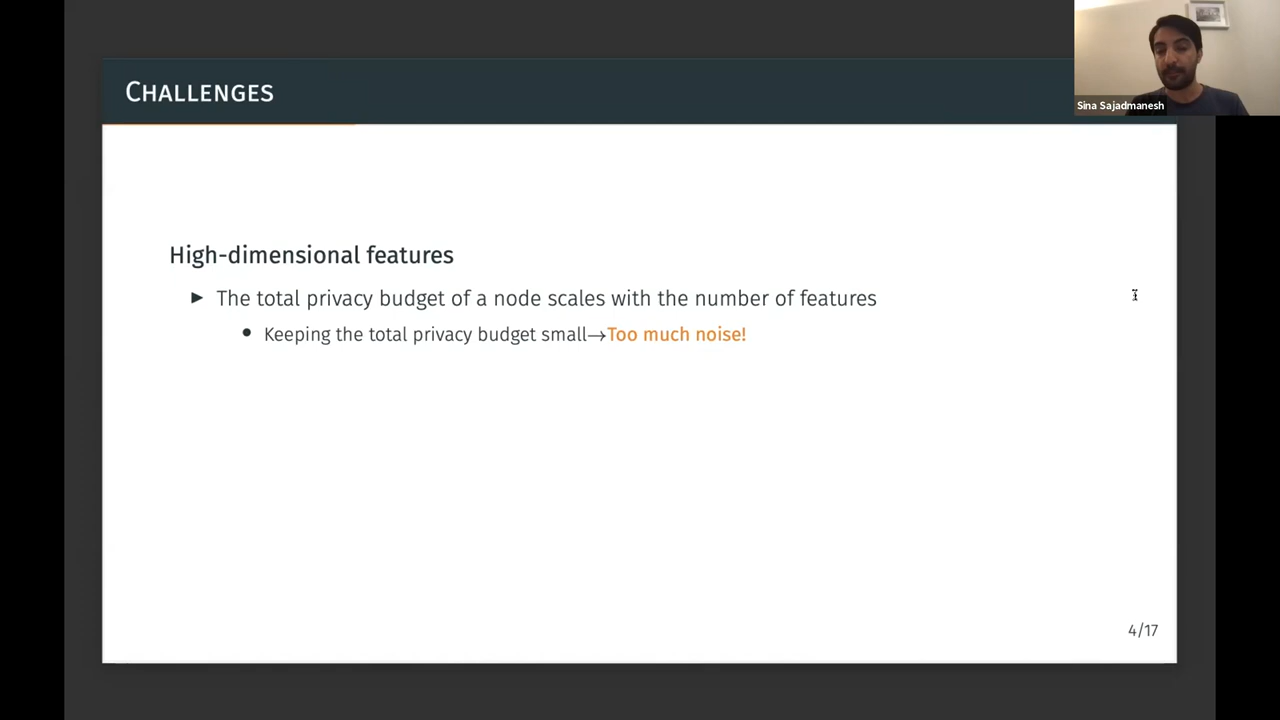 CHALLENGES
Sina Sajadmanesh
High-dimensional features
► The total privacy budget of a node scales with the number of features
• Keeping the total privacy budget small→Too much noise!
4/17